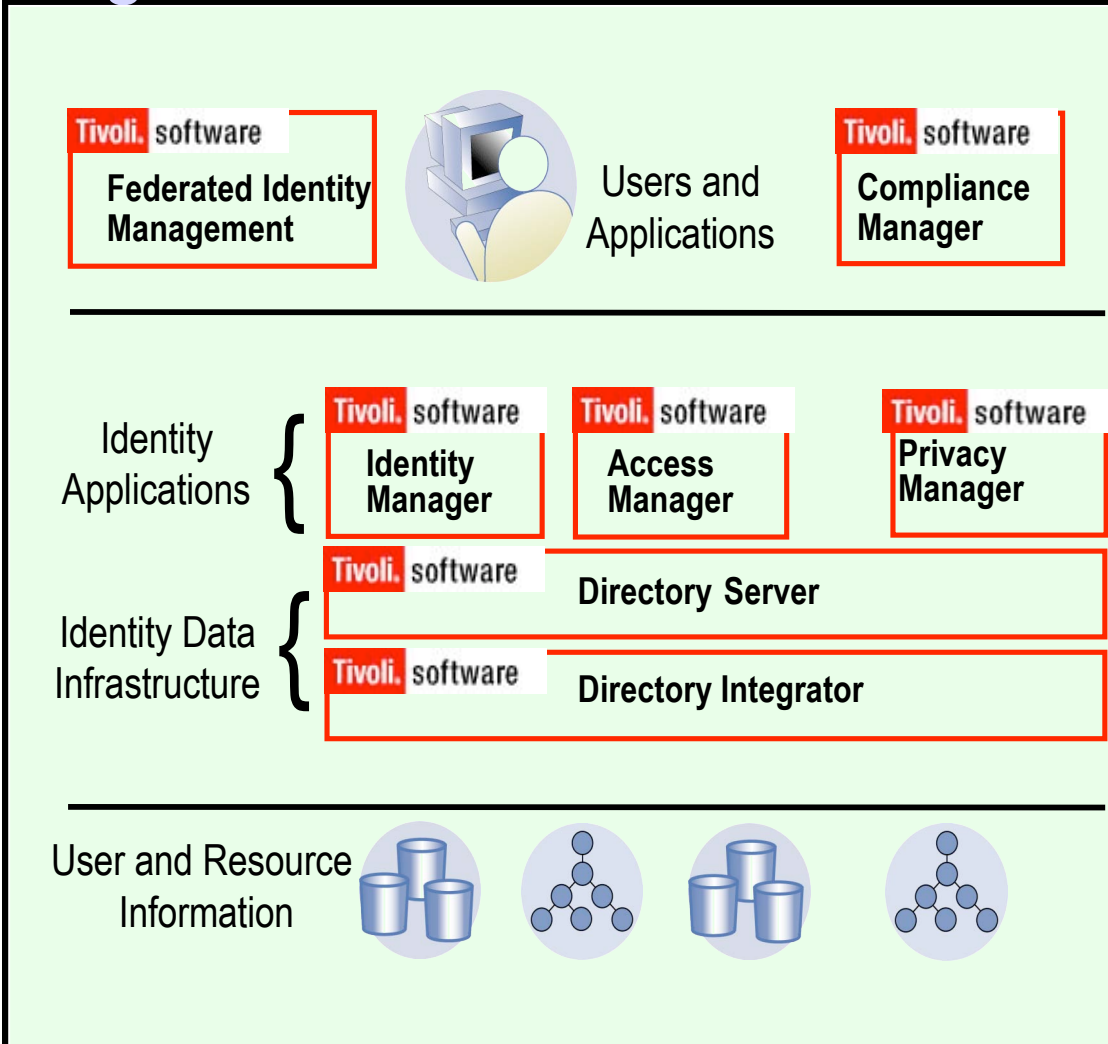 Tivoli. software
Federated Identity
Management
Users and
Applications
Tivoli. software
Compliance
Manager
Identity
Applications
Tivoli. software
Identity
Manager
Tivoli. software
Access
Manager
Tivoli. software
Privacy
Manager
Identity Data
Infrastructure
Tivoli. software
Directory Server
Tivoli. software
Directory Integrator
User and Resource
Information